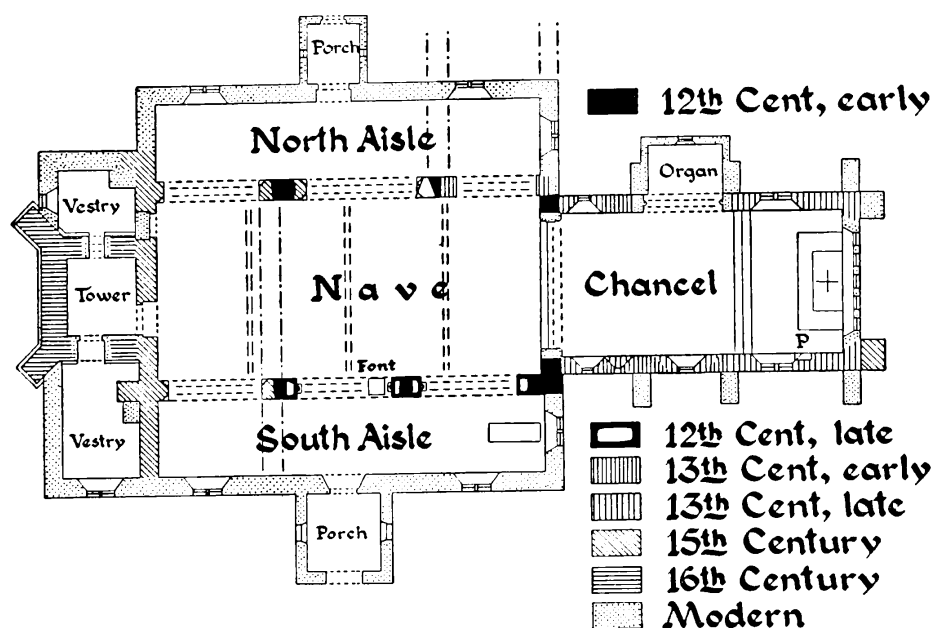 Porch
North Aisle
12th Cent, early
Organ
Vestry
Tower
Nave
Chancel
P
Font
South Aisle
Vestry
Porch
12th Cent, late
13th Cent, early
13th Cent, late
15th Century
16th Century
Modern